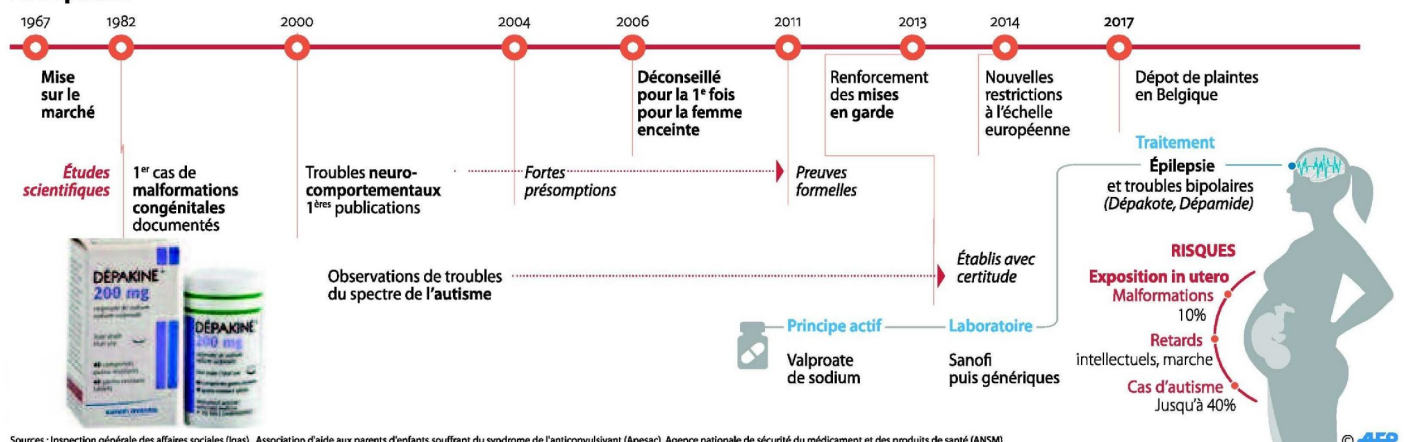 1967
1982
2000
2004
2006
2011
2013
2014
2017
Mise
sur le
marché
Déconseillé
pour la 1e fois
pour la femme
enceinte
Renforcement
des mises
en garde
Nouvelles
restrictions
à l'échelle
européenne
Dépot de plaintes
en Belgique
Études
scientifiques
1er cas de
malformations
congénitales
documentés
Troubles neuro-
comportementaux
1ères publications
Fortes
présomptions
Preuves
formelles
Observations de troubles
du spectre de l'autisme
Établis avec
certitude
Traitement
Épilepsie
et troubles bipolaires
(Dépakote, Dépamide)
RISQUES
Exposition in utero
Malformations
10%
Retards
intellectuels, marche
Cas d'autisme
Jusqu'à 40%
Principe actif
Laboratoire
Valproate
de sodium
Sanofi
puis génériques
DÉPAKINE
200 mg
DÉPAKINE
200 mg
Sources : Inspection générale des affaires sociales (Igas), Association d'aide aux parents d'enfants souffrant du syndrome de l'anticonvulsivant (Apesac), Agence nationale de sécurité du médicament et des produits de santé (ANSM)
© AFP